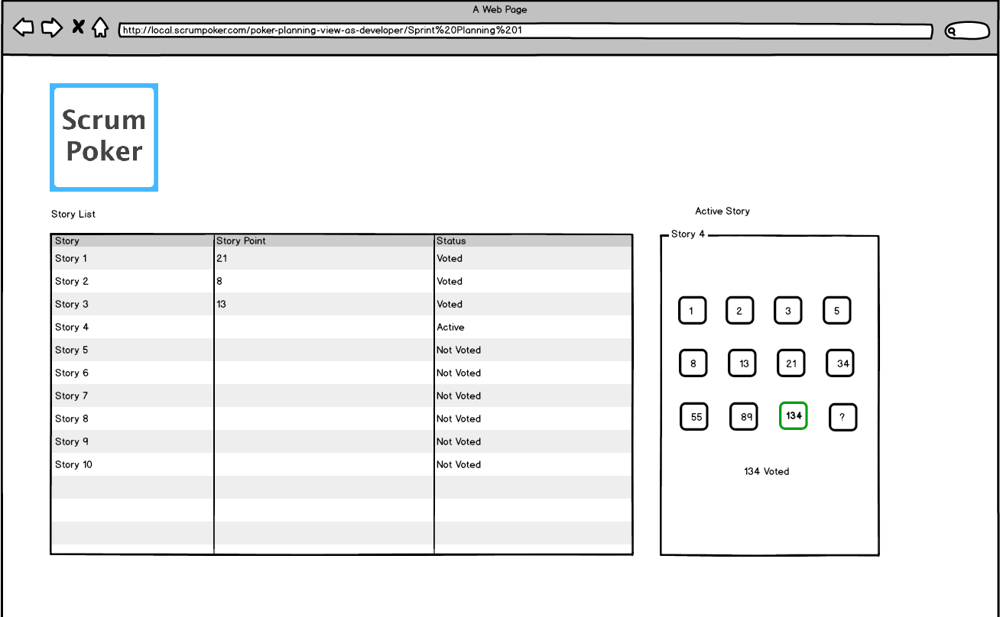 A Web Page
http://local.scrumpoker.com/poker-planning-view-as-developer/Sprint%20Planning%201
Scrum
Poker
Story List
Story Story Point Status
Story 1 21 Voted
Story 2 8 Voted
Story 3 13 Voted
Story 4 Active
Story 5 Not Voted
Story 6 Not Voted
Story 7 Not Voted
Story 8 Not Voted
Story 9 Not Voted
Story 10 Not Voted
Active Story
Story 4
1 2 3 5
8 13 21 34
55 89 134 ?
134 Voted